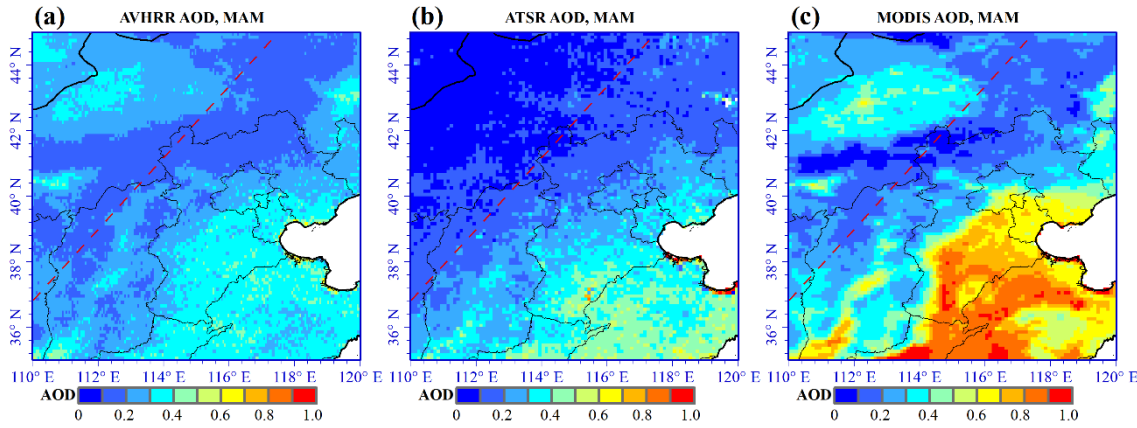 (a) AVHRR AOD, MAM
44° N
42° N
40° N
38° N
36° N
110° E 112° 114° 116° 118° 120° E
AOD
0 0.2 0.4 0.6 0.8 1.0
(b) ATSR AOD, MAM
44° N
42° N
40° N
38° N
36° N
110° E 112° 114° 116° 118° 120° E
AOD
0 0.2 0.4 0.6 0.8 1.0
(c) MODIS AOD, MAM
44° N
42° N
40° N
38° N
36° N
110° E 112° 114° 116° 118° 120° E
AOD
0 0.2 0.4 0.6 0.8 1.0